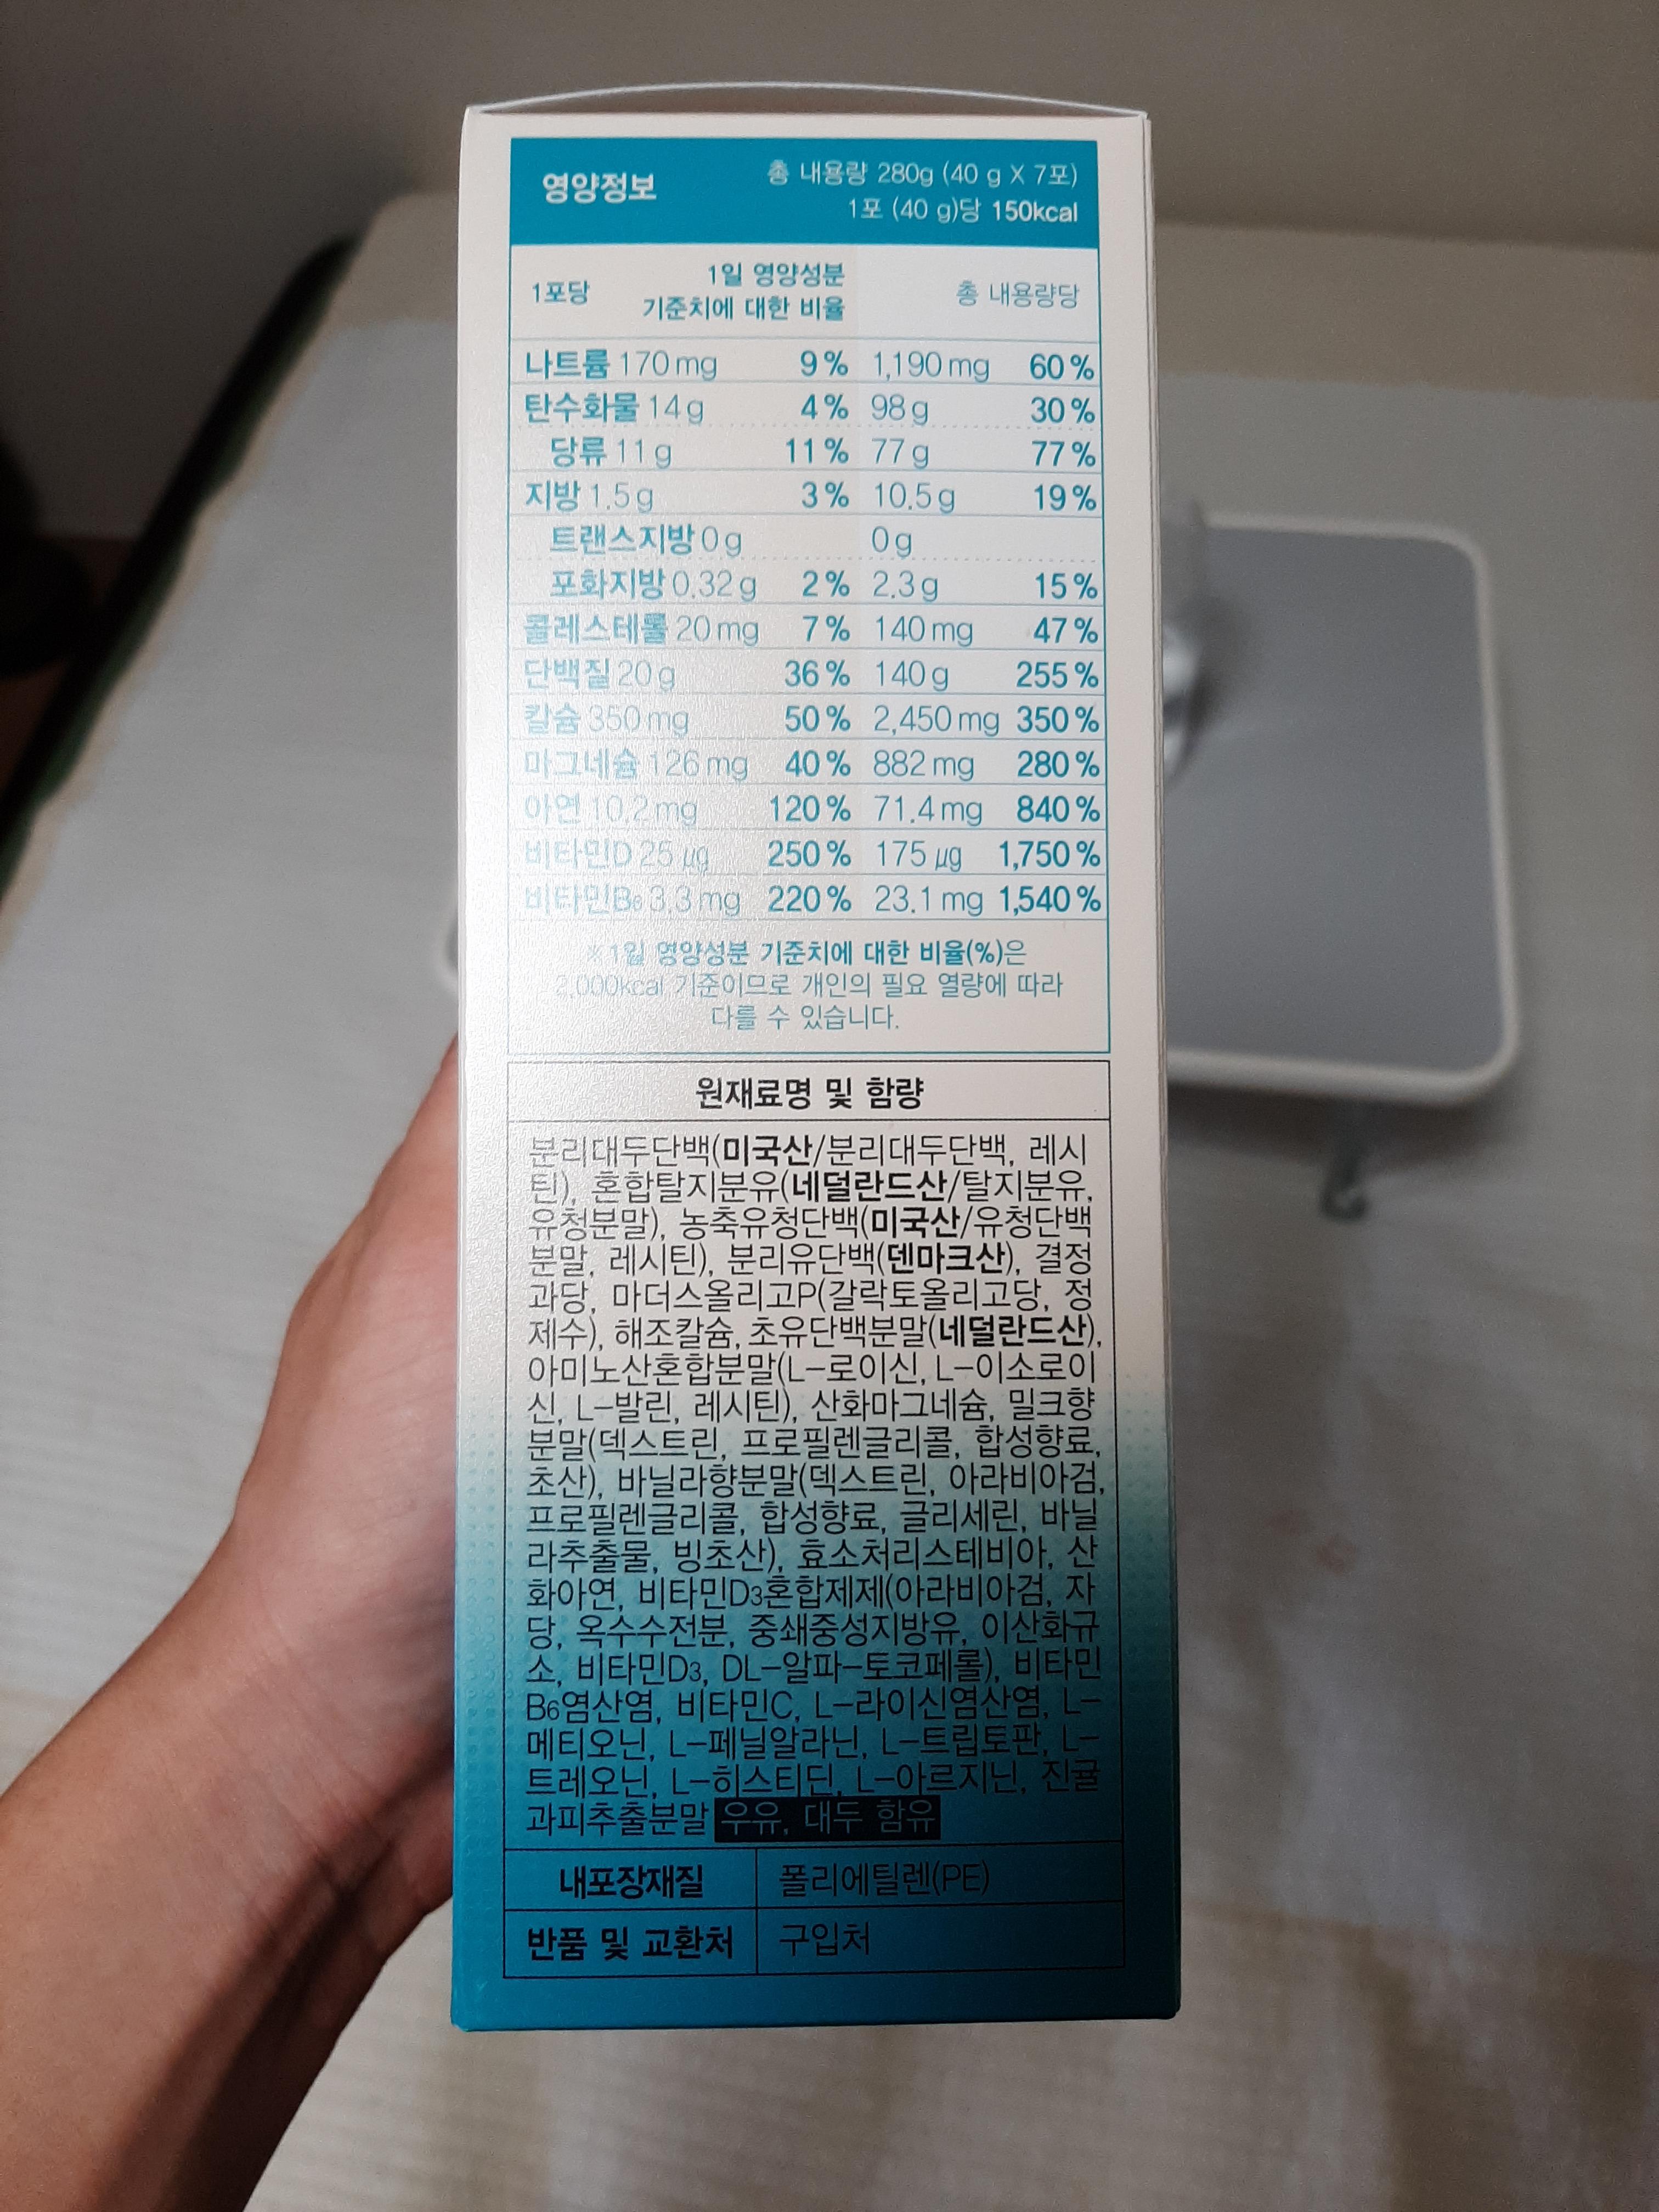 영양정보
총 내용량 280g (40 g X 7포)
1포 (40 g)당 150kcal
1포당 1일 영양성분 기준치에 대한 비율 총 내용량당
나트륨 170 mg 9 % 1,190 mg 60 %
탄수화물 14 g 4 % 98 g 30 %
당류 11 g 11 % 77 g 77 %
지방 1.5 g 3 % 10.5 g 19 %
트랜스지방 0 g 0 g
포화지방 0.32 g 2 % 2.3 g 15 %
콜레스테롤 20 mg 7 % 140 mg 47 %
단백질 20 g 36 % 140 g 255 %
칼슘 350 mg 50 % 2,450 mg 350 %
마그네슘 126 mg 40 % 882 mg 280 %
아연 10.2 mg 120 % 71.4 mg 840 %
비타민D 25 μg 250 % 175 μg 1,750 %
비타민B6 3.3 mg 220 % 23.1 mg 1,540 %
※ 1일 영양성분 기준치에 대한 비율(%)은
2,000kcal 기준이므로 개인의 필요 열량에 따라
다를 수 있습니다.
원재료명 및 함량
분리대두단백(미국산/분리대두단백, 레시
틴), 혼합탈지분유(네덜란드산/탈지분유,
유청분말), 농축유청단백(미국산/유청단백
분말, 레시틴), 분리유단백(덴마크산), 결정
과당, 마더스올리고P(갈락토올리고당, 정
제수), 해조칼슘, 초유단백분말(네덜란드산),
아미노산혼합분말(L-로이신, L-이소로이
신, L-발린, 레시틴), 산화마그네슘, 밀크향
분말(덱스트린, 프로필렌글리콜, 합성향료,
초산), 바닐라향분말(덱스트린, 아라비아검,
프로필렌글리콜, 합성향료, 글리세린, 바닐
라추출물, 빙초산), 효소처리스테비아, 산
화아연, 비타민D3혼합제제(아라비아검, 자
당, 옥수수전분, 중쇄중성지방유, 이산화규
소, 비타민D3, DL-알파-토코페롤), 비타민
B6염산염, 비타민C, L-라이신염산염, L-
메티오닌, L-페닐알라닌, L-트립토판, L-
트레오닌, L-히스티딘, L-아르지닌, 진귤
과피추출분말 우유, 대두 함유
내포장재질 폴리에틸렌(PE)
반품 및 교환처 구입처